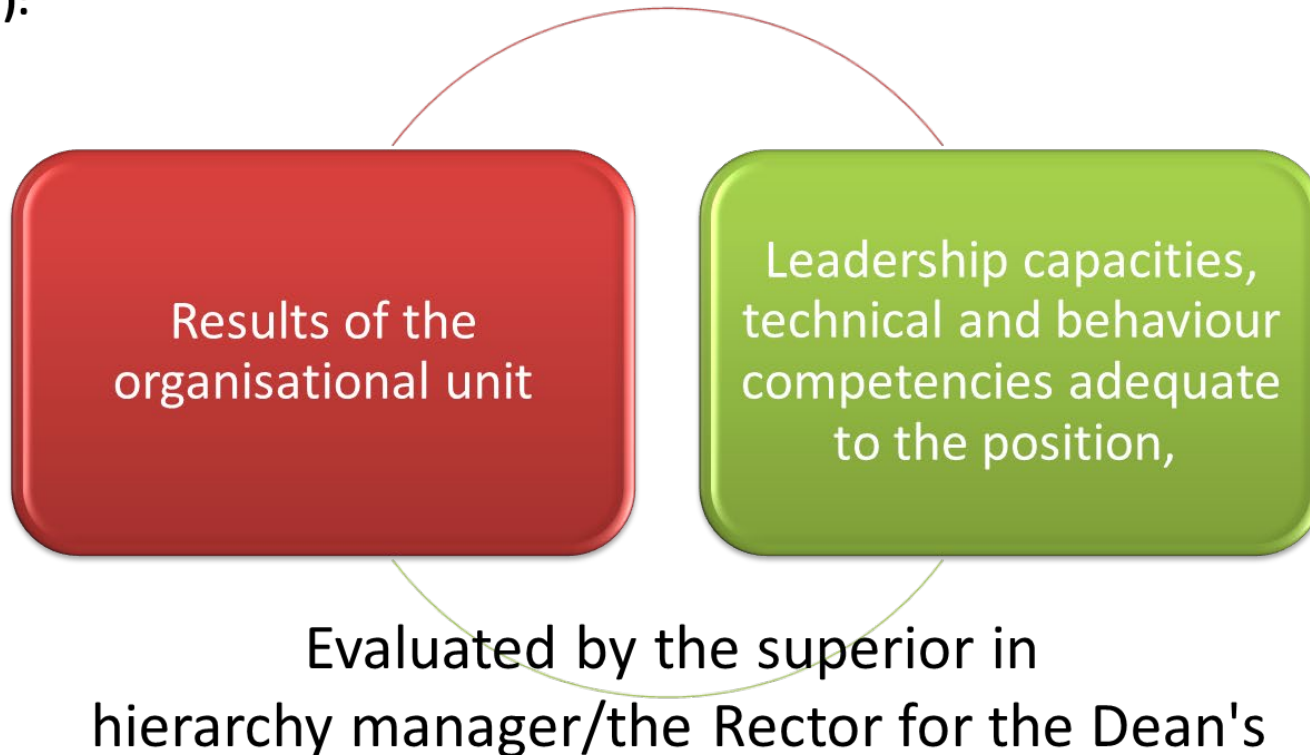 ):
Results of the
organisational unit
Leadership capacities,
technical and behaviour
competencies adequate
to the position,
Evaluated by the superior in
hierarchy manager/the Rector for the Dean's